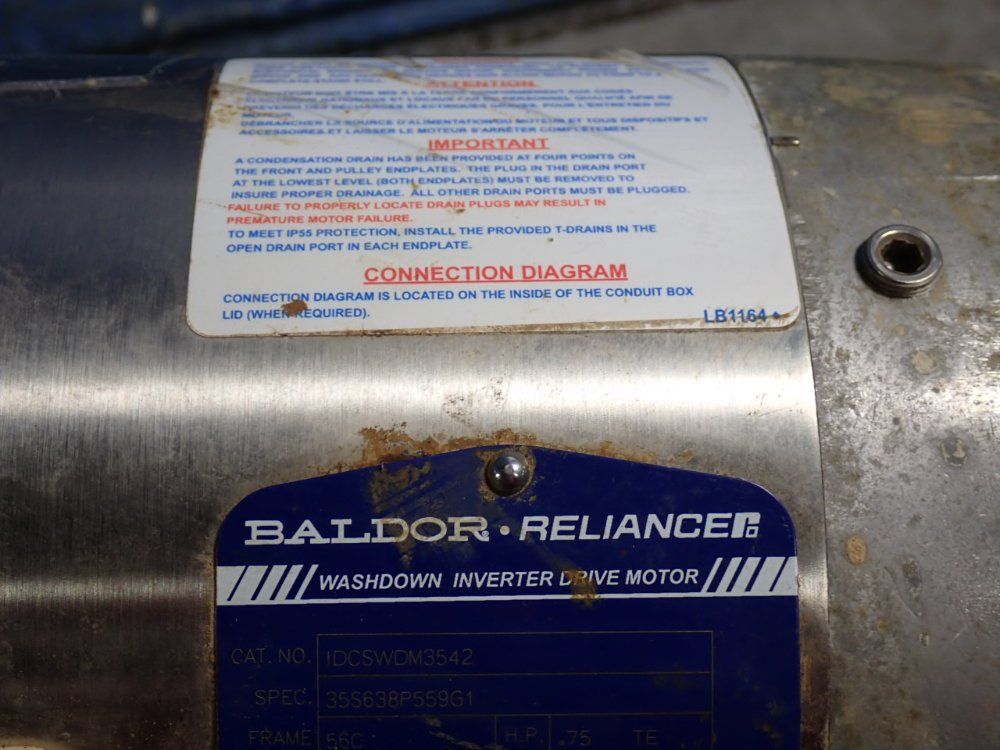 ATTENTION
DÉBRANCHER LE SOURCE D'ALIMENTATION DU MOTEUR ET TOUS DISPOSITIFS ET
ACCESSOIRES ET LAISSER LE MOTEUR S'ARRÊTER COMPLETEMENT.
IMPORTANT
A CONDENSATION DRAIN HAS BEEN PROVIDED AT FOUR POINTS ON
THE FRONT AND PULLEY ENDPLATES. THE PLUG IN THE DRAIN PORT
AT THE LOWEST LEVEL (BOTH ENDPLATES) MUST BE REMOVED TO
INSURE PROPER DRAINAGE. ALL OTHER DRAIN PORTS MUST BE PLUGGED.
FAILURE TO PROPERLY LOCATE DRAIN PLUGS MAY RESULT IN
PREMATURE MOTOR FAILURE.
TO MEET IP55 PROTECTION, INSTALL THE PROVIDED T-DRAINS IN THE
OPEN DRAIN PORT IN EACH ENDPLATE.
CONNECTION DIAGRAM
CONNECTION DIAGRAM IS LOCATED ON THE INSIDE OF THE CONDUIT BOX
LID (WHEN REQUIRED).
LB1164
BALDOR · RELIANCE
WASHDOWN INVERTER DRIVE MOTOR
CAT. NO. IDCSWDM3542
SPEC. 35S638P559G1
FRAME 56C H.P. .75 TE